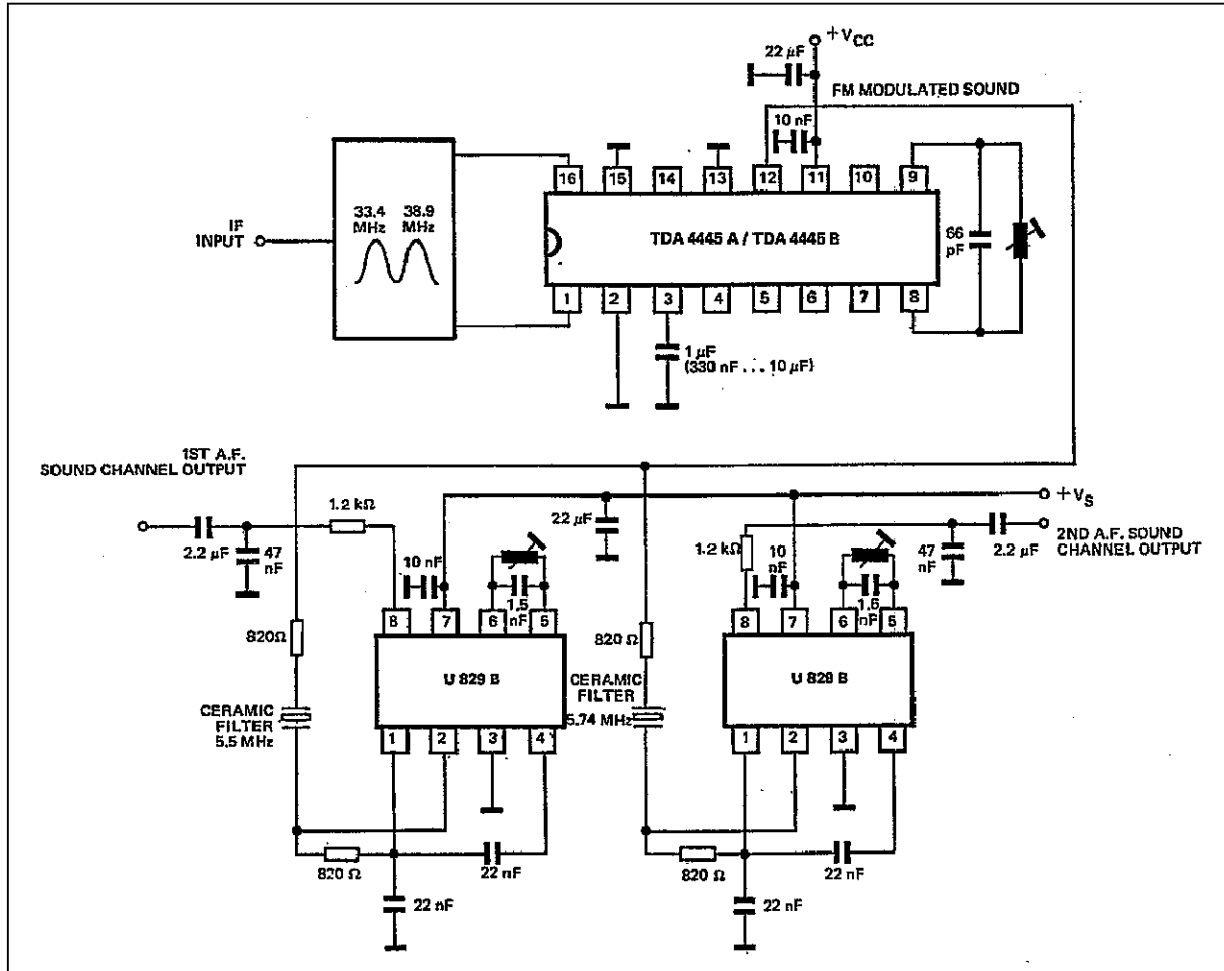 +VCC
22 µF
FM MODULATED SOUND
10 nF
16
15
14
13
12
11
10
9
33.4 MHz
38.9 MHz
IF INPUT
TDA 4445 A / TDA 4445 B
66 pF
1
2
3
4
5
6
7
8
1 µF
(330 nF . . . 10 µF)
1ST A.F.
SOUND CHANNEL OUTPUT
+VS
1.2 kΩ
22 µF
2ND A.F. SOUND
CHANNEL OUTPUT
2.2 µF
47 nF
10 nF
1.5 nF
1.2 kΩ
10 nF
1.6 nF
47 nF
2.2 µF
8
7
6
5
8
7
6
5
820Ω
U 829 B
820 Ω
U 829 B
CERAMIC
FILTER
5.5 MHz
CERAMIC
FILTER
5.74 MHz
1
2
3
4
1
2
3
4
820 Ω
22 nF
820 Ω
22 nF
22 nF
22 nF